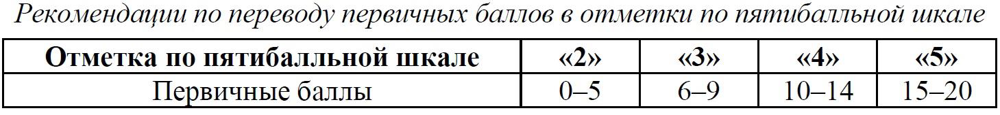 Рекомендации по переводу первичных баллов в отметки по пятибалльной шкале
Отметка по пятибалльной шкале «2» «3» «4» «5»
Первичные баллы 0–5 6–9 10–14 15–20